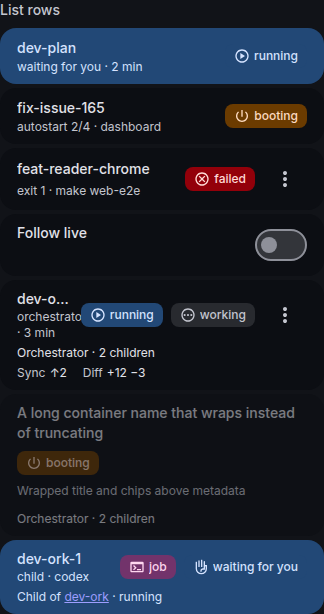 List rows
dev-plan
running
waiting for you · 2 min
fix-issue-165
booting
autostart 2/4 · dashboard
feat-reader-chrome
failed
exit 1 · make web-e2e
Follow live
dev-o...
running
working
orchestrato
· 3 min
Orchestrator · 2 children
Sync ↑2 Diff +12 −3
A long container name that wraps instead
of truncating
booting
Wrapped title and chips above metadata
Orchestrator · 2 children
dev-ork-1
job
waiting for you
child · codex
Child of dev-ork · running